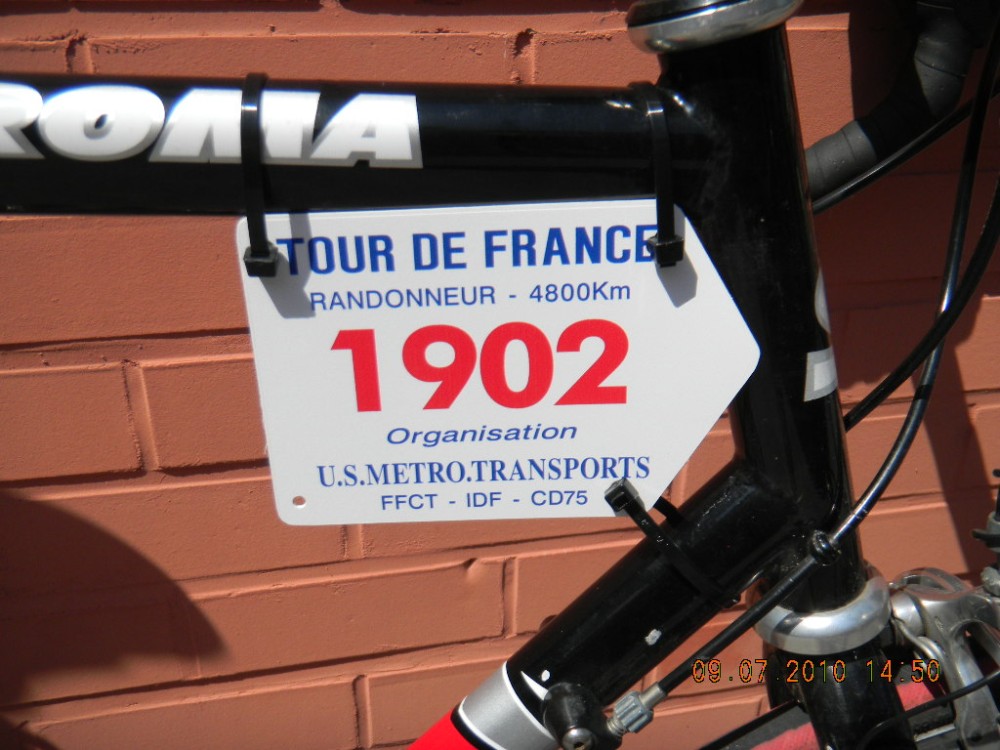 ROMA
TOUR DE FRANCE
RANDONNEUR - 4800Km
1902
Organisation
U.S.METRO.TRANSPORTS
FFCT - IDF - CD75
09.07.2010 14:50